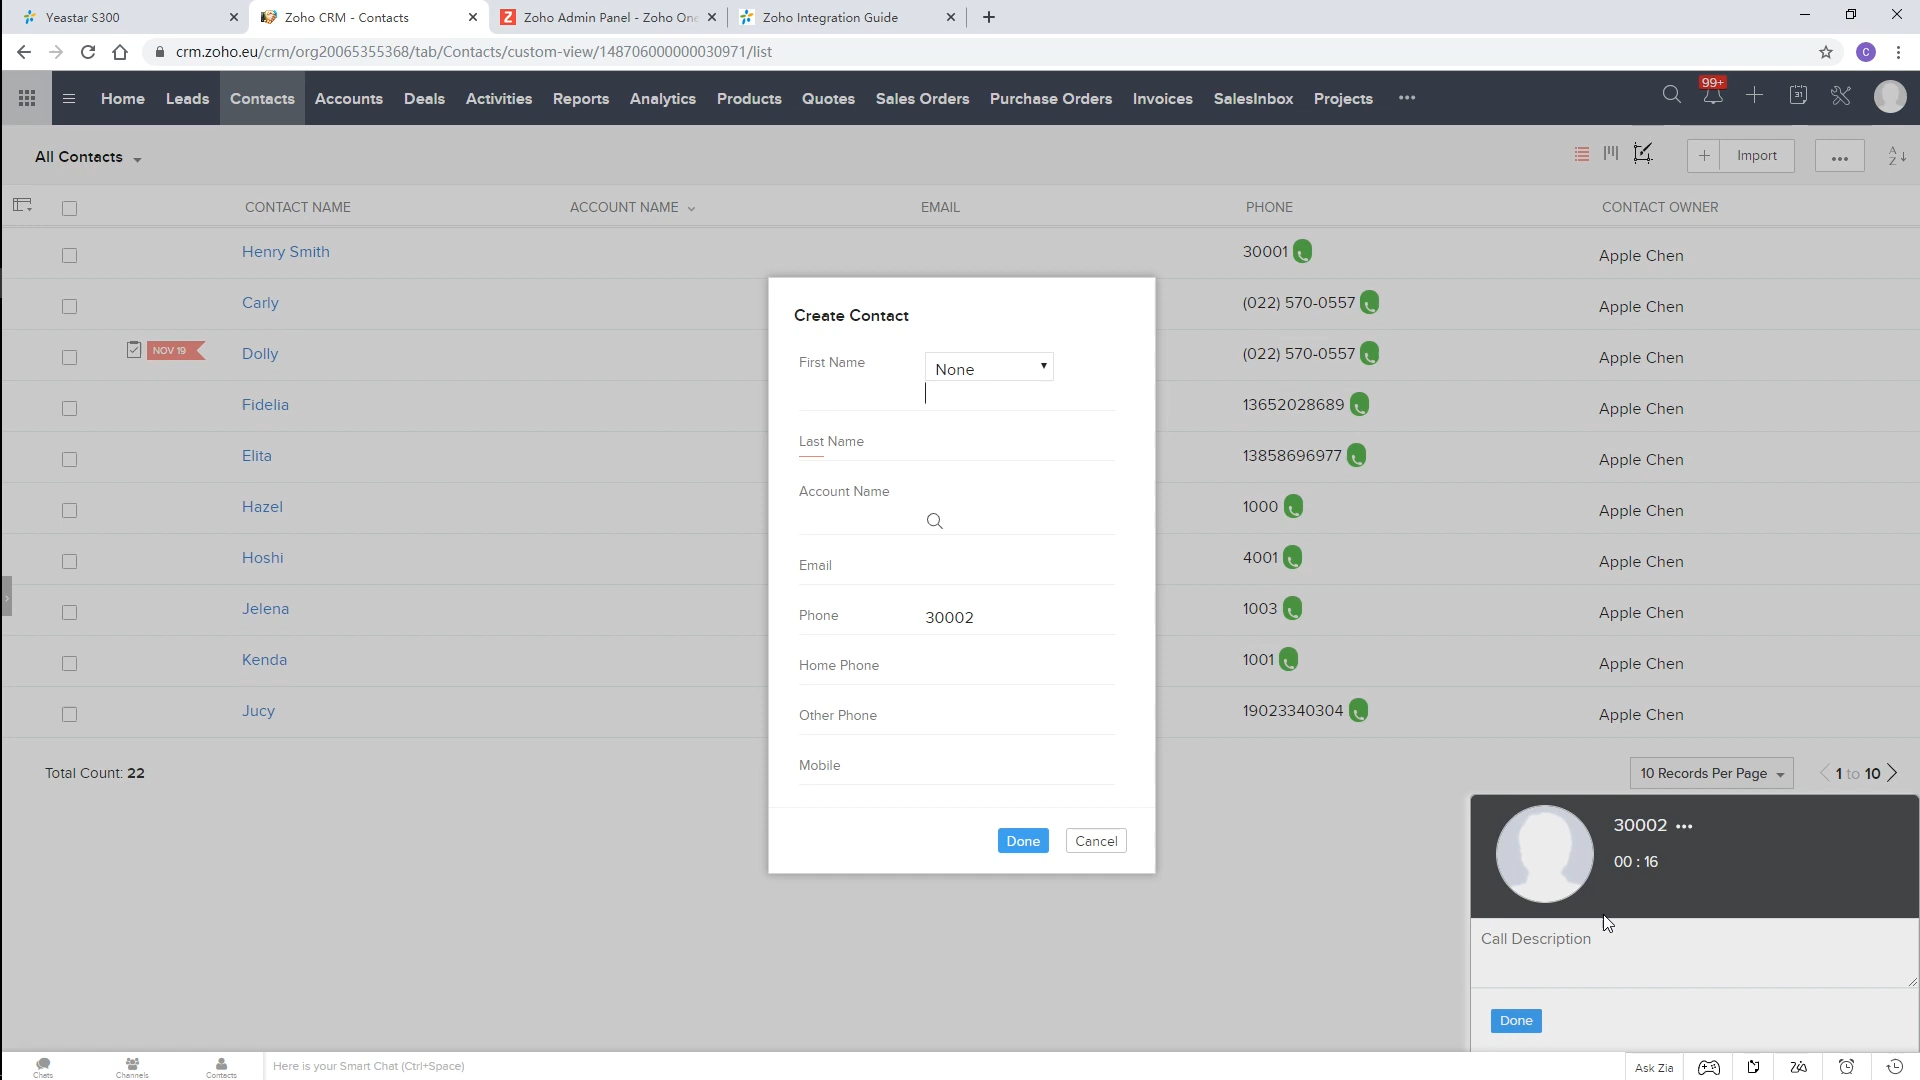 Yeastar S300
Zoho CRM - Contacts
Zoho Admin Panel - Zoho One
Zoho Integration Guide
crm.zoho.eu/crm/org20065355368/tab/Contacts/custom-view/148706000000030971/list
C
Home Leads Contacts Accounts Deals Activities Reports Analytics Products Quotes Sales Orders Purchase Orders Invoices SalesInbox Projects ...
99+
31
All Contacts
Import
...
A Z
CONTACT NAME ACCOUNT NAME EMAIL PHONE CONTACT OWNER
Henry Smith 30001 Apple Chen
Carly (022) 570-0557 Apple Chen
NOV 19 Dolly (022) 570-0557 Apple Chen
Fidelia 13652028689 Apple Chen
Elita 13858696977 Apple Chen
Hazel 1000 Apple Chen
Hoshi 4001 Apple Chen
Jelena 1003 Apple Chen
Kenda 1001 Apple Chen
Jucy 19023340304 Apple Chen
Total Count: 22
10 Records Per Page
1 to 10
Create Contact
First Name None
Last Name
Account Name
Email
Phone 30002
Home Phone
Other Phone
Mobile
Done Cancel
30002 ...
00 : 16
Call Description
Done
Chats Channels Contacts
Here is your Smart Chat (Ctrl+Space)
Ask Zia